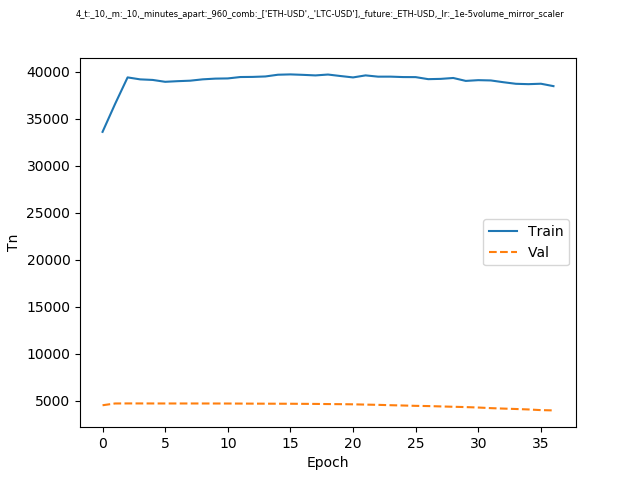 4_t:_10,_m:_10,_minutes_apart:_960_comb:_['ETH-USD',_'LTC-USD'],_future:_ETH-USD,_lr:_1e-5volume_mirror_scaler
40000
35000
30000
25000
20000
15000
10000
5000
Tn
Train
Val
0 5 10 15 20 25 30 35
Epoch